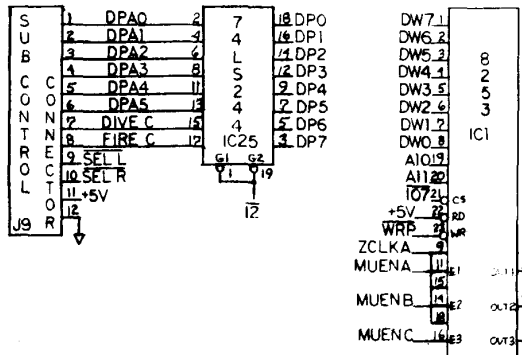 SUB CONTROL
CONNECTOR
J9
1 DPA0 2
2 DPA1 4
3 DPA2 6
4 DPA3 8
5 DPA4 11
6 DPA5 13
7 DIVE C 15
8 FIRE C 17
9 SEL L
10 SEL R
11 +5V
12
74LS244
IC25
G1 G2
1 19
I2
18 DP0
16 DP1
14 DP2
12 DP3
9 DP4
7 DP5
5 DP6
3 DP7
8253
IC1
DW7 1
DW6 2
DW5 3
DW4 4
DW3 5
DW2 6
DW1 7
DW0 8
A10 19
A11 20
IO7 21 CS
+5V 22 RD
WRP 23 WR
ZCLKA 9
MUENA 11 E1
15
MUENB 14 E2 OUT2
18
MUENC 16 E3 OUT3